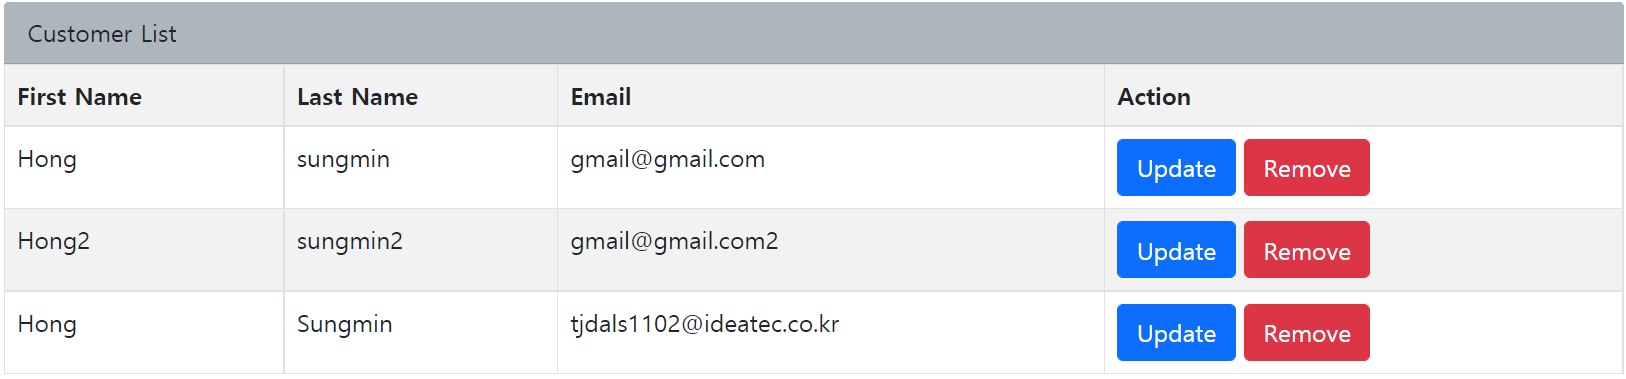 Customer List
First Name Last Name Email Action
Hong sungmin gmail@gmail.com Update Remove
Hong2 sungmin2 gmail@gmail.com2 Update Remove
Hong Sungmin tjdals1102@ideatec.co.kr Update Remove